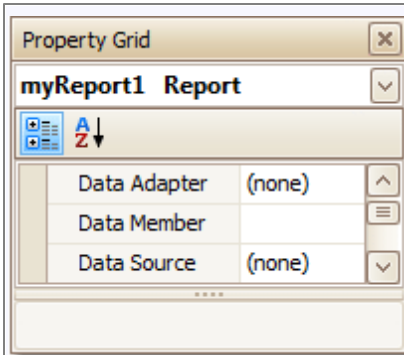 Property Grid
myReport1 Report
Data Adapter (none)
Data Member
Data Source (none)